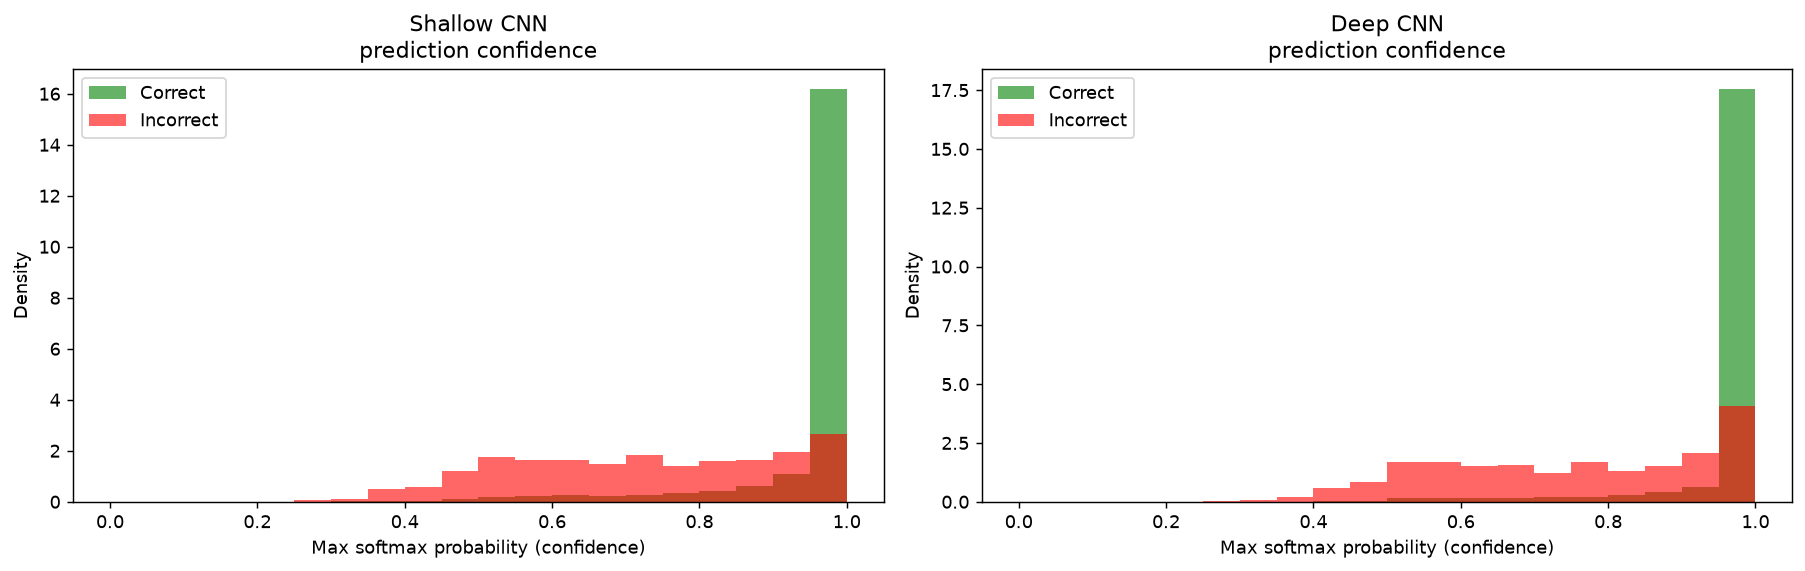 Shallow CNN
prediction confidence
Correct
Incorrect
16
14
12
10
8
6
4
2
0
Density
0.0 0.2 0.4 0.6 0.8 1.0
Max softmax probability (confidence)
Deep CNN
prediction confidence
Correct
Incorrect
17.5
15.0
12.5
10.0
7.5
5.0
2.5
0.0
Density
0.0 0.2 0.4 0.6 0.8 1.0
Max softmax probability (confidence)